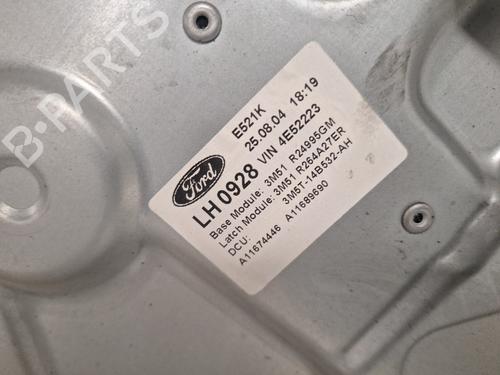 B-PARTS
Ford
E521K
25.08.04 18:19
LH 0928 VIN 4E52223
Base Module: 3M51 R24995GM
Latch Module: 3M51 R264A27ER
DCU: 3M5T-14B532-AH
A11674446 A11689690